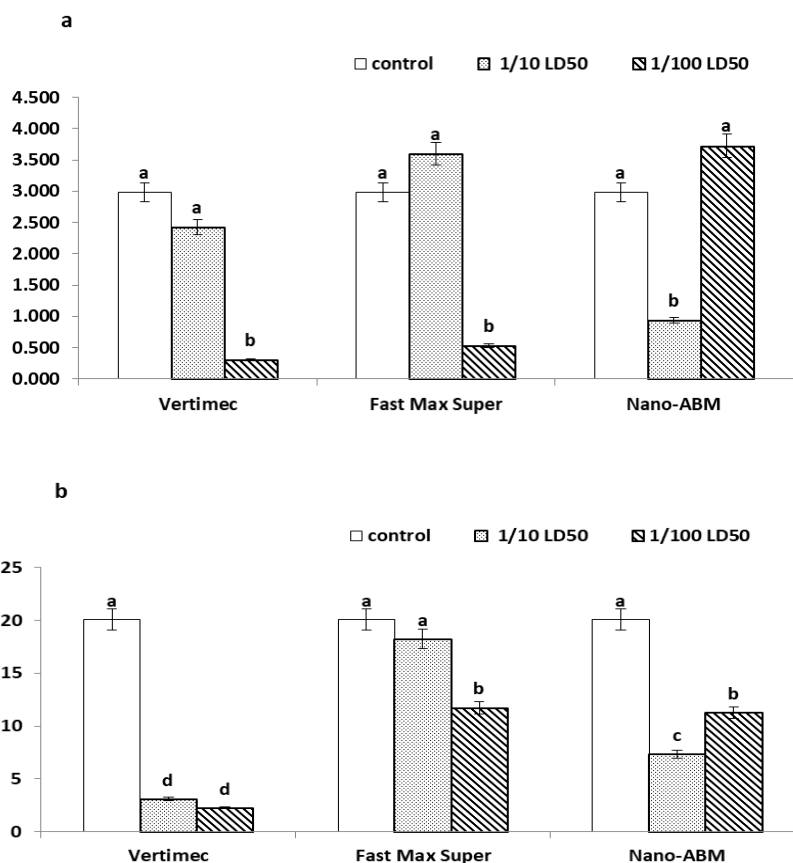 a
control 1/10 LD50 1/100 LD50
4.500
4.000
3.500
3.000
2.500
2.000
1.500
1.000
0.500
0.000
a a b
a a b
a b a
Vertimec Fast Max Super Nano-ABM
b
control 1/10 LD50 1/100 LD50
25
20
15
10
5
0
a d d
a a b
a c b
Vertimec Fast Max Super Nano-ABM